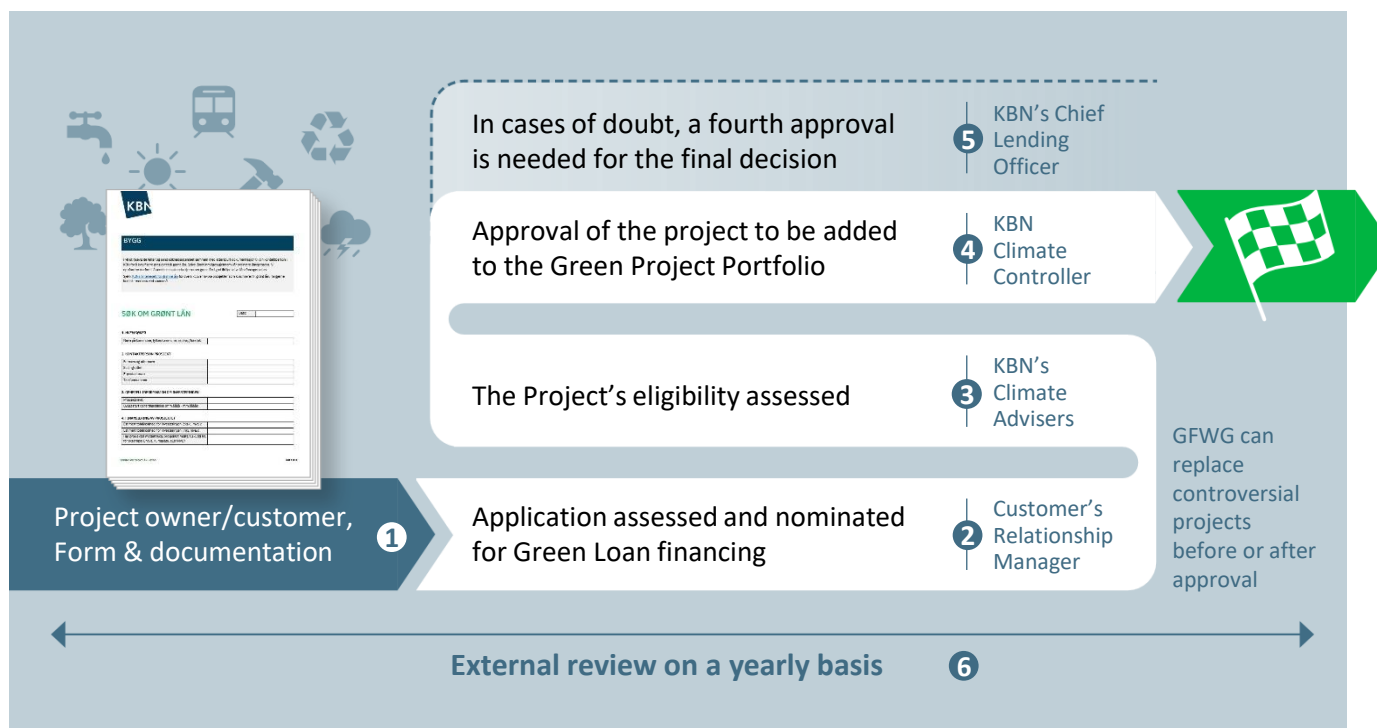 In cases of doubt, a fourth approval
is needed for the final decision
5
KBN's Chief
Lending
Officer
KBN
BYGG
SØK OM GRØNT LÅN
Approval of the project to be added
to the Green Project Portfolio
4
KBN
Climate
Controller
The Project's eligibility assessed
3
KBN's
Climate
Advisers
GFWG can
replace
controversial
projects
before or after
approval
Project owner/customer,
Form & documentation
1
Application assessed and nominated
for Green Loan financing
2
Customer's
Relationship
Manager
External review on a yearly basis
6